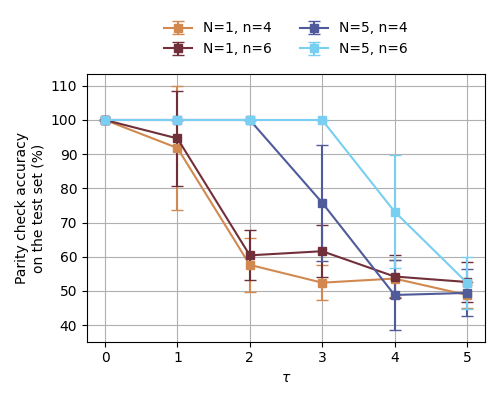 N=1, n=4 N=5, n=4
N=1, n=6 N=5, n=6
Parity check accuracy
on the test set (%)
110
100
90
80
70
60
50
40
0 1 2 3 4 5
τ